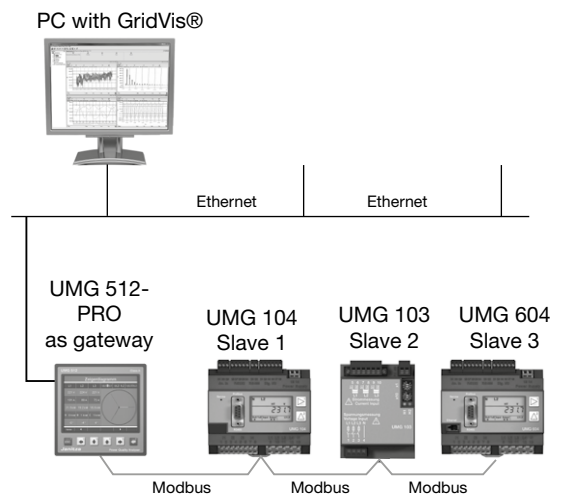 PC with GridVis®
Ethernet
Ethernet
UMG 512-
PRO
as gateway
UMG 104
Slave 1
UMG 103
Slave 2
UMG 604
Slave 3
Modbus
Modbus
Modbus